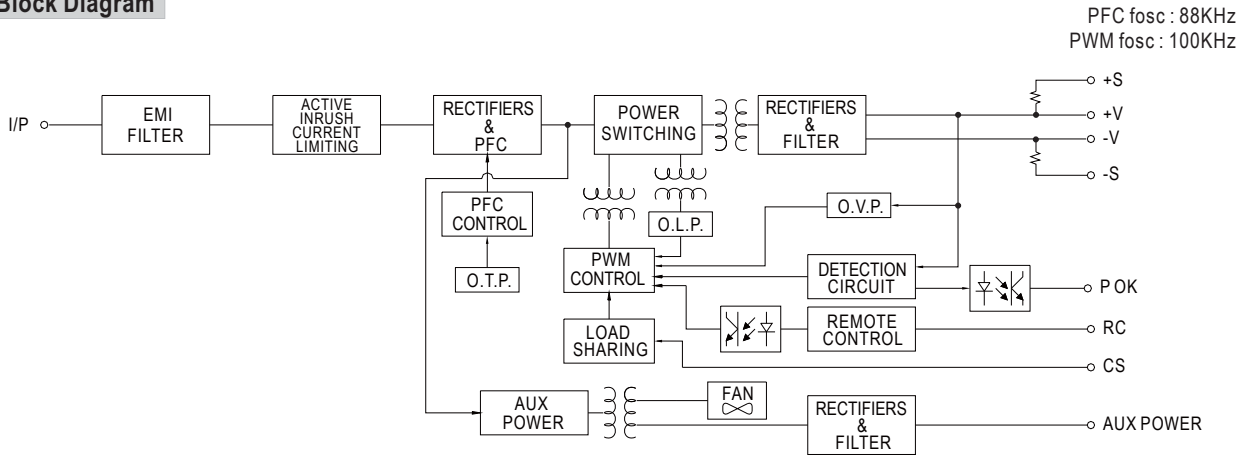 Block Diagram
PFC fosc : 88KHz
PWM fosc : 100KHz
I/P
EMI
FILTER
ACTIVE
INRUSH
CURRENT
LIMITING
RECTIFIERS
&
PFC
POWER
SWITCHING
RECTIFIERS
&
FILTER
+S
+V
-V
-S
PFC
CONTROL
O.T.P.
O.L.P.
O.V.P.
PWM
CONTROL
DETECTION
CIRCUIT
P OK
LOAD
SHARING
REMOTE
CONTROL
RC
CS
AUX
POWER
FAN
RECTIFIERS
&
FILTER
AUX POWER